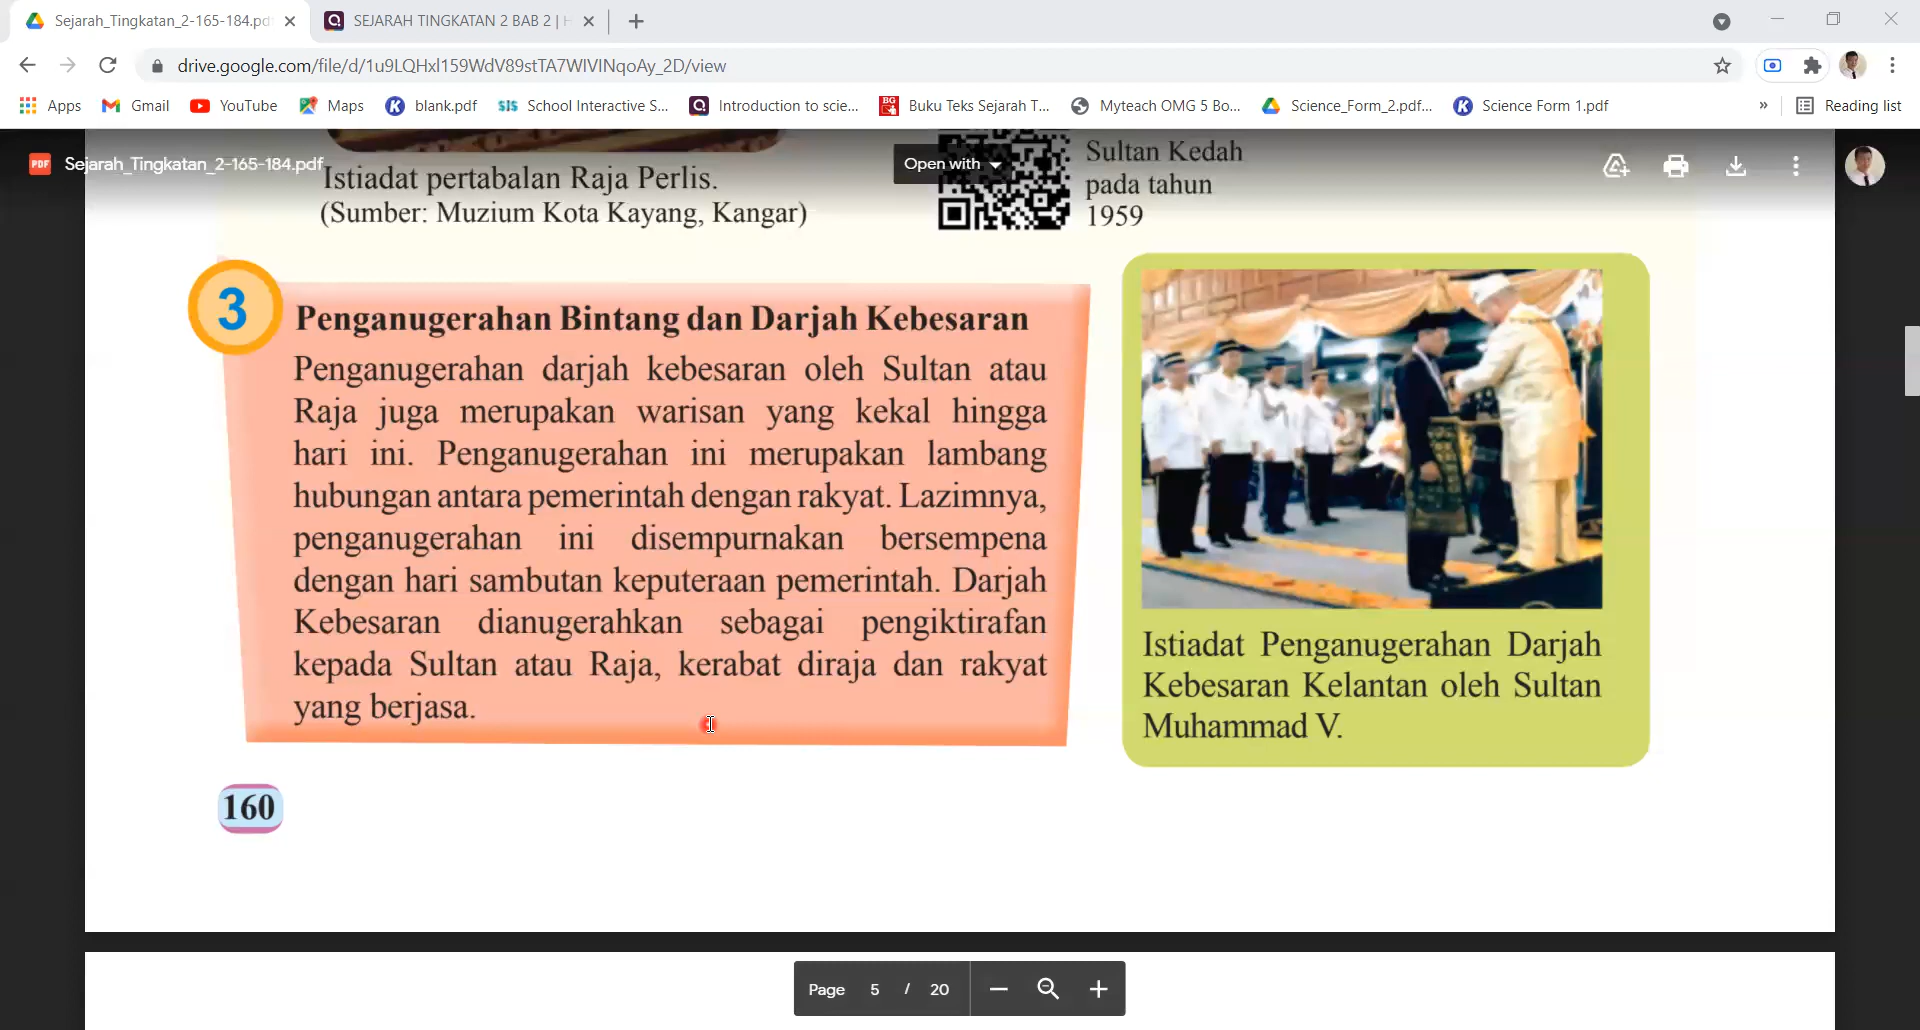 Sejarah_Tingkatan_2-165-184.pdf
SEJARAH TINGKATAN 2 BAB 2 |
drive.google.com/file/d/1u9LQHxl159WdV89stTA7WlVINqoAy_2D/view
Apps
Gmail
YouTube
Maps
blank.pdf
SIS
School Interactive S...
Introduction to scie...
BG
Buku Teks Sejarah T...
Myteach OMG 5 Bo...
Science_Form_2.pdf...
Science Form 1.pdf
»
Reading list
PDF
Sejarah_Tingkatan_2-165-184.pdf
Open with
Istiadat pertabalan Raja Perlis.
(Sumber: Muzium Kota Kayang, Kangar)
Sultan Kedah
pada tahun
1959
3
Penganugerahan Bintang dan Darjah Kebesaran
Penganugerahan darjah kebesaran oleh Sultan atau
Raja juga merupakan warisan yang kekal hingga
hari ini. Penganugerahan ini merupakan lambang
hubungan antara pemerintah dengan rakyat. Lazimnya,
penganugerahan ini disempurnakan bersempena
dengan hari sambutan keputeraan pemerintah. Darjah
Kebesaran dianugerahkan sebagai pengiktirafan
kepada Sultan atau Raja, kerabat diraja dan rakyat
yang berjasa.
Istiadat Penganugerahan Darjah
Kebesaran Kelantan oleh Sultan
Muhammad V.
160
Page 5 / 20